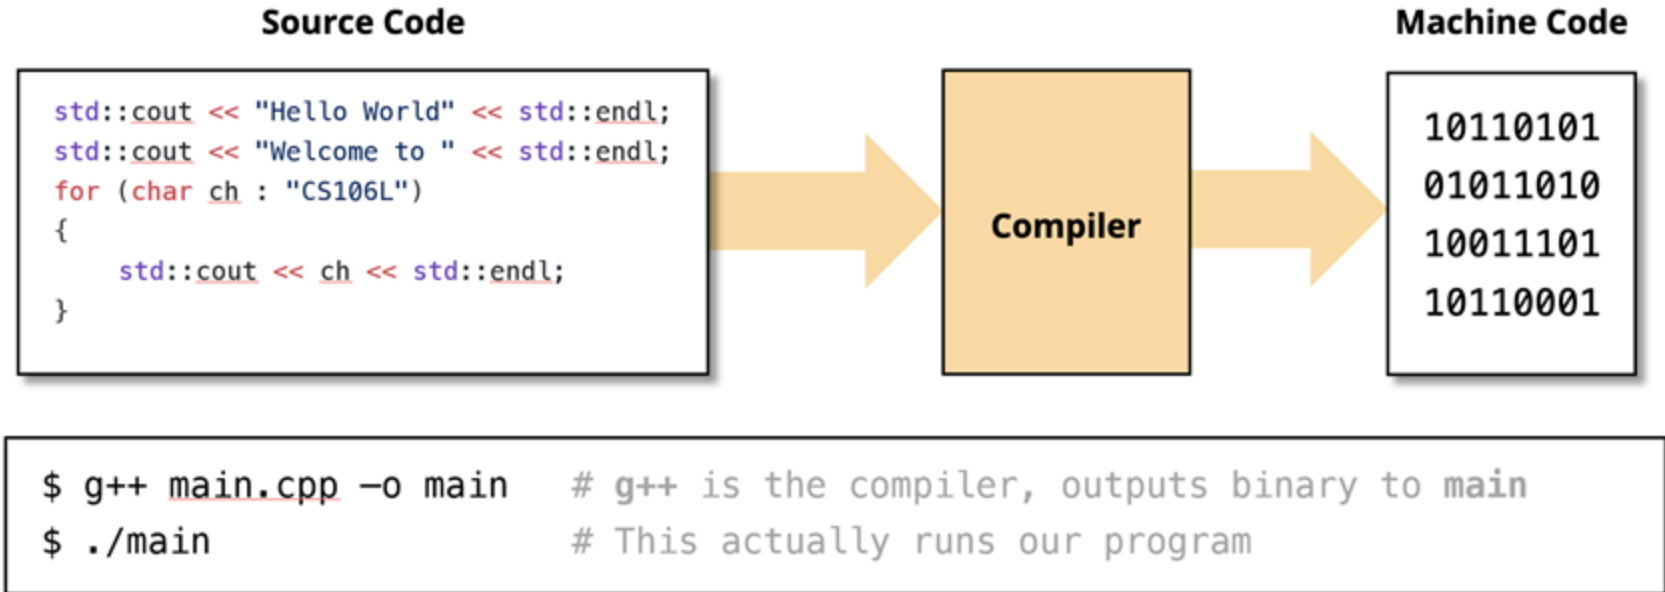 Source Code
std::cout << "Hello World" << std::endl;
std::cout << "Welcome to " << std::endl;
for (char ch : "CS106L")
{
    std::cout << ch << std::endl;
}
Compiler
Machine Code
10110101
01011010
10011101
10110001
$ g++ main.cpp –o main   # g++ is the compiler, outputs binary to main
$ ./main                 # This actually runs our program